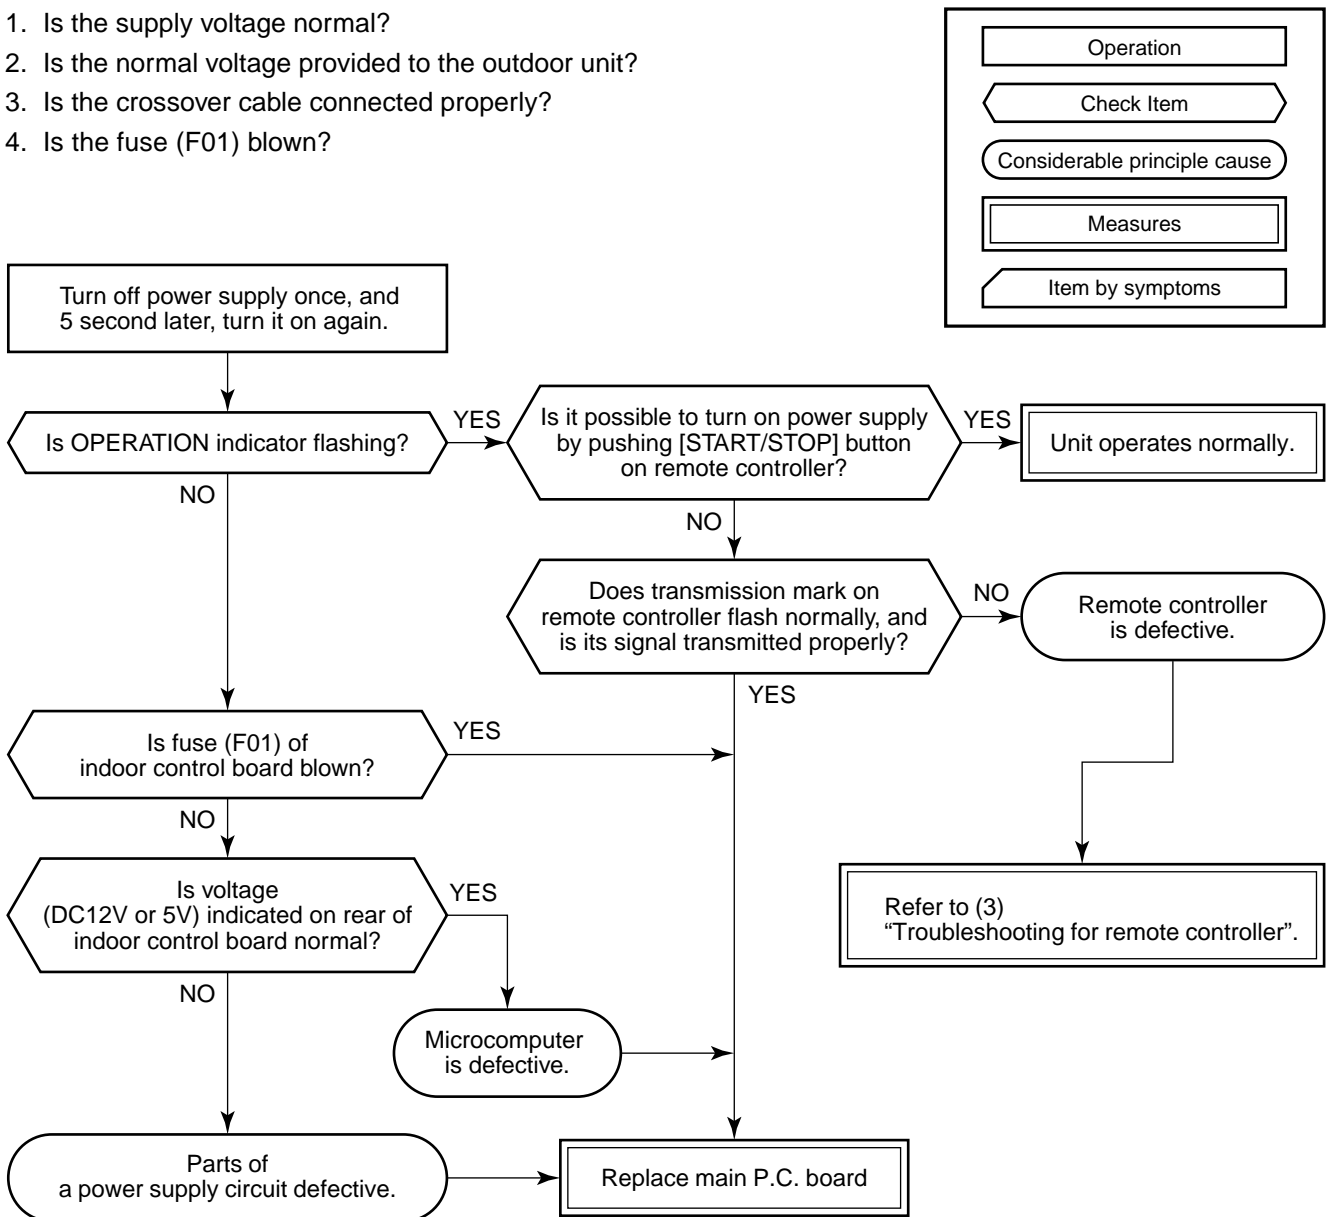 1. Is the supply voltage normal?
2. Is the normal voltage provided to the outdoor unit?
3. Is the crossover cable connected properly?
4. Is the fuse (F01) blown?
Operation
Check Item
Considerable principle cause
Measures
Item by symptoms
Turn off power supply once, and
5 second later, turn it on again.
Is OPERATION indicator flashing?
YES
NO
Is it possible to turn on power supply
by pushing [START/STOP] button
on remote controller?
YES
Unit operates normally.
NO
Does transmission mark on
remote controller flash normally, and
is its signal transmitted properly?
NO
Remote controller
is defective.
YES
Is fuse (F01) of
indoor control board blown?
YES
NO
Is voltage
(DC12V or 5V) indicated on rear of
indoor control board normal?
YES
NO
Refer to (3)
“Troubleshooting for remote controller”.
Microcomputer
is defective.
Parts of
a power supply circuit defective.
Replace main P.C. board